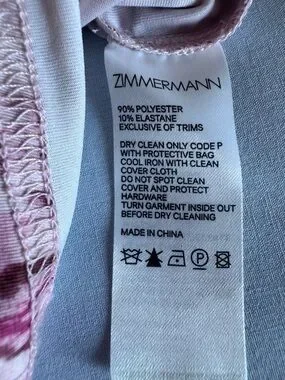 ZIMMERMANN
90% POLYESTER
10% ELASTANE
EXCLUSIVE OF TRIMS
DRY CLEAN ONLY CODE P
WITH PROTECTIVE BAG
COOL IRON WITH CLEAN
COVER CLOTH
DO NOT SPOT CLEAN
COVER AND PROTECT
HARDWARE
TURN GARMENT INSIDE OUT
BEFORE DRY CLEANING
MADE IN CHINA
P